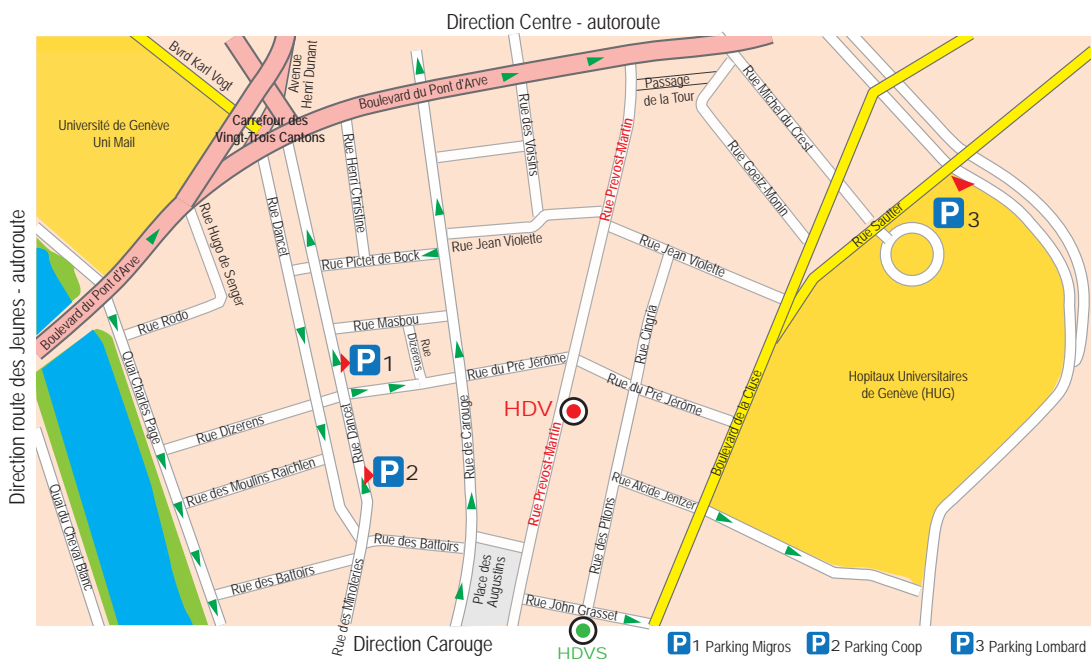 Direction Centre - autoroute
Bvrd Karl Vogt
Avenue
Henri Dunant
Boulevard du Pont d'Arve
Passage
de la Tour
Rue Michel du Crest
Université de Genève
Uni Mail
Carrefour des
Vingt-Trois Cantons
Rue Henri Christine
Rue des Voisins
Rue Prevost-Martin
Rue Goetz-Monin
Rue Sautter
P 3
Rue Hugo de Senger
Rue Dancet
Rue Jean Violette
Rue Jean Violette
Rue Pictet de Bock
Direction route des Jeunes - autoroute
Boulevard du Pont d'Arve
Rue Rodo
Rue Masbou
Rue
Dizerens
Rue Cingria
P 1
Rue du Pré Jérôme
Rue du Pré Jérôme
Hopitaux Universitaires
de Genève (HUG)
Quai Charles Page
Rue Dizerens
Rue Dancet
Rue de Carouge
HDV
Boulevard de la Cluse
Rue des Moulins Raichlen
P 2
Rue Prevost-Martin
Rue Alcide Jentzer
Quai du Cheval Blanc
Rue des Battoirs
Rue des Battoirs
Rue des Minoteries
Place des
Augustins
Rue des Pitons
Rue John Grasset
Direction Carouge
HDVS
P 1 Parking Migros
P 2 Parking Coop
P 3 Parking Lombard